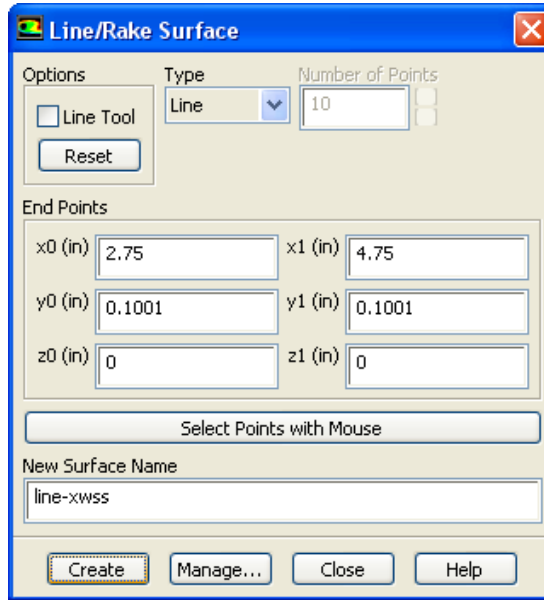 Line/Rake Surface
Options
Type
Number of Points
Line Tool
Line
10
Reset
End Points
x0 (in) 2.75 x1 (in) 4.75
y0 (in) 0.1001 y1 (in) 0.1001
z0 (in) 0 z1 (in) 0
Select Points with Mouse
New Surface Name
line-xwss
Create Manage... Close Help